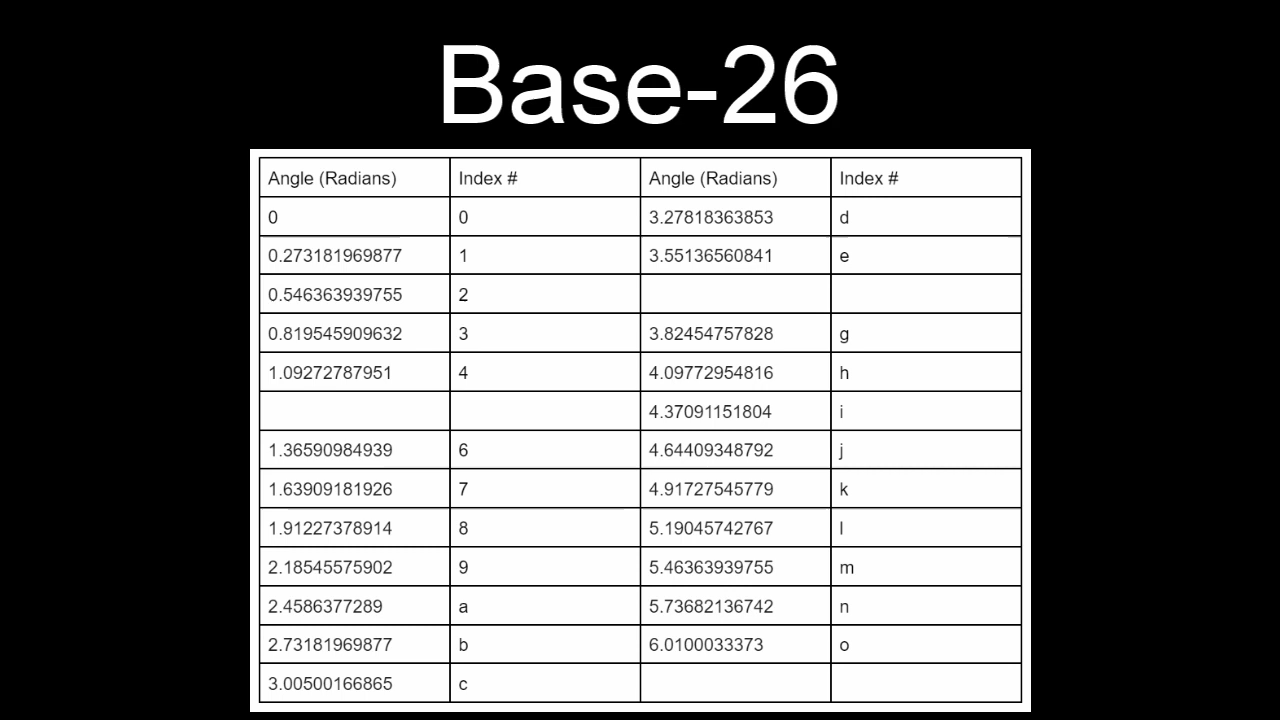 Base-26
Angle (Radians) Index # Angle (Radians) Index #
0 0 3.27818363853 d
0.273181969877 1 3.55136560841 e
0.546363939755 2
0.819545909632 3 3.82454757828 g
1.09272787951 4 4.09772954816 h
4.37091151804 i
1.36590984939 6 4.64409348792 j
1.63909181926 7 4.91727545779 k
1.91227378914 8 5.19045742767 l
2.18545575902 9 5.46363939755 m
2.4586377289 a 5.73682136742 n
2.73181969877 b 6.0100033373 o
3.00500166865 c